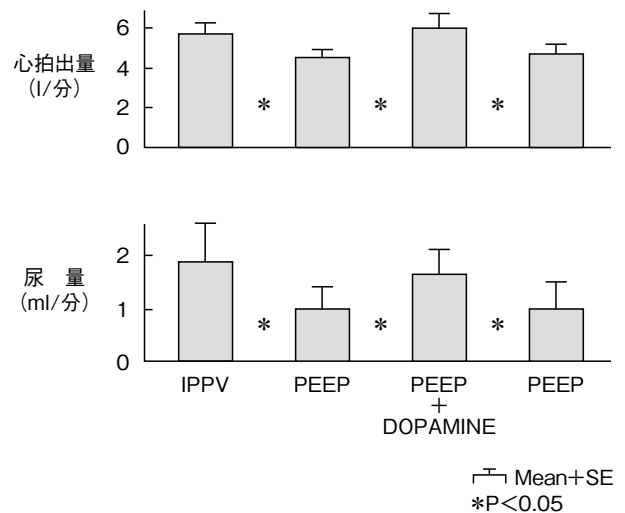 心拍出量
(l/分)
6
4
2
0
* * *
尿 量
(ml/分)
2
1
0
* * *
IPPV PEEP PEEP PEEP
+
DOPAMINE
Mean+SE
*P<0.05